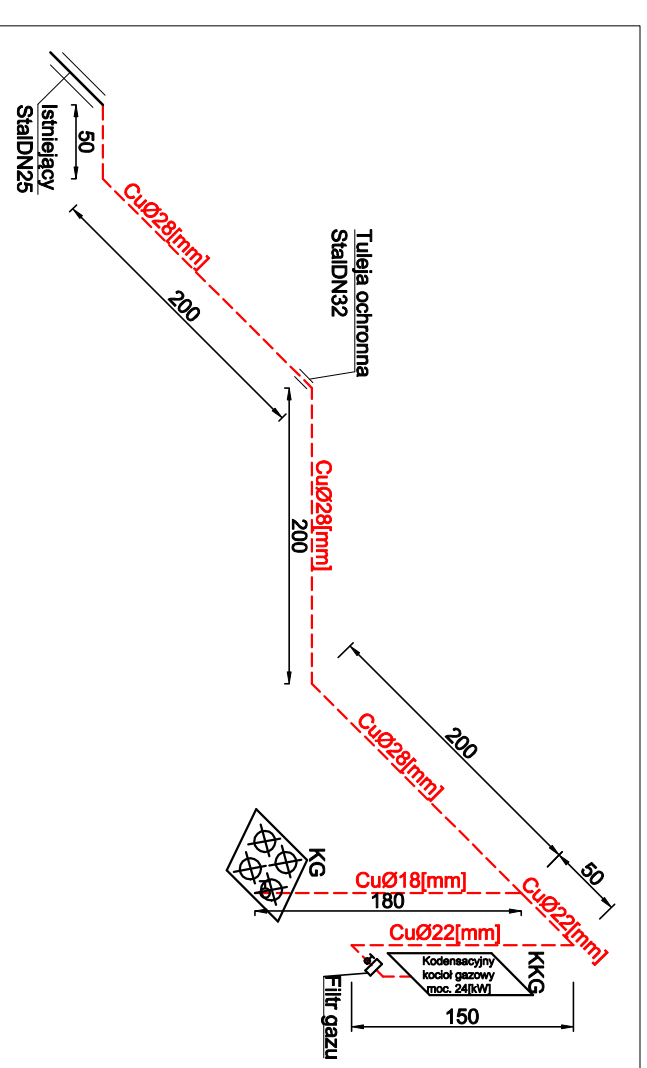 Istniejący
StalDN25
50
CuØ28[mm]
200
Tuleja ochronna
StalDN32
CuØ28[mm]
200
CuØ28[mm]
200
50
CuØ22[mm]
KG
CuØ18[mm]
180
CuØ22[mm]
KKG
Kodensacyjny
kocioł gazowy
moc. 24[kW]
Filtr gazu
150